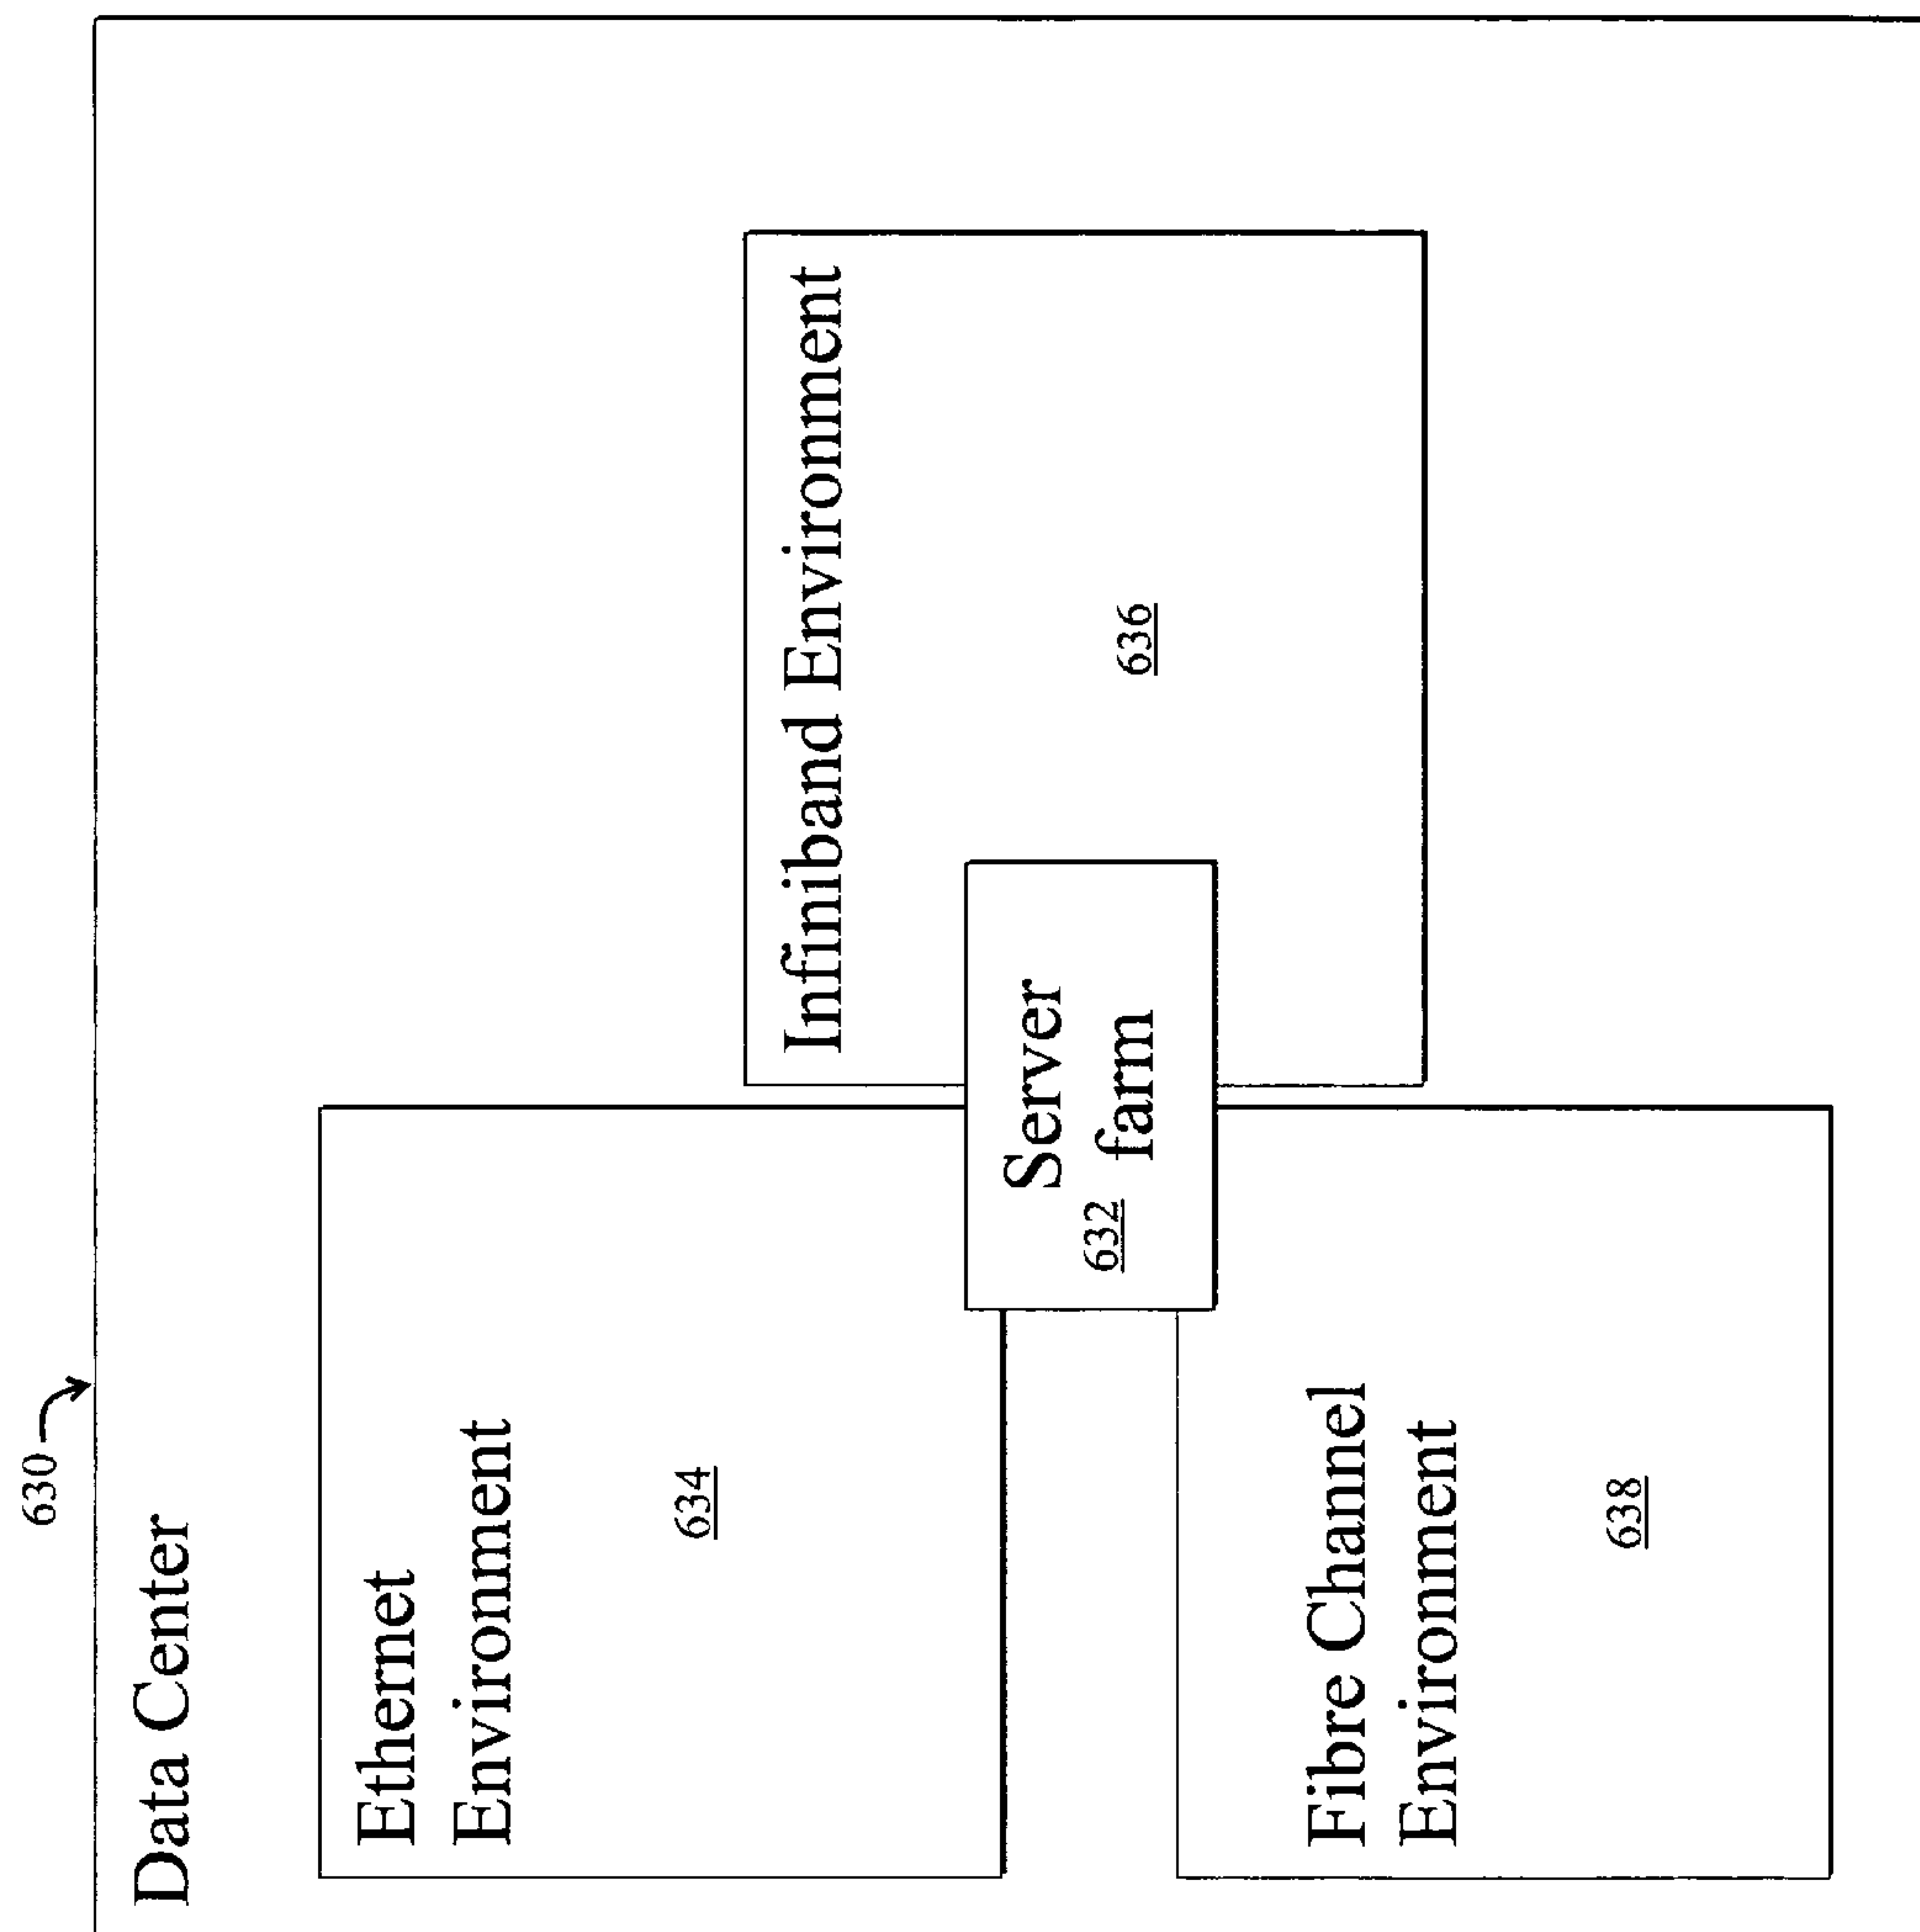 630
Data Center
Ethernet
Environment
634
Infiniband Environment
636
Server
farm
632
Fibre Channel
Environment
638